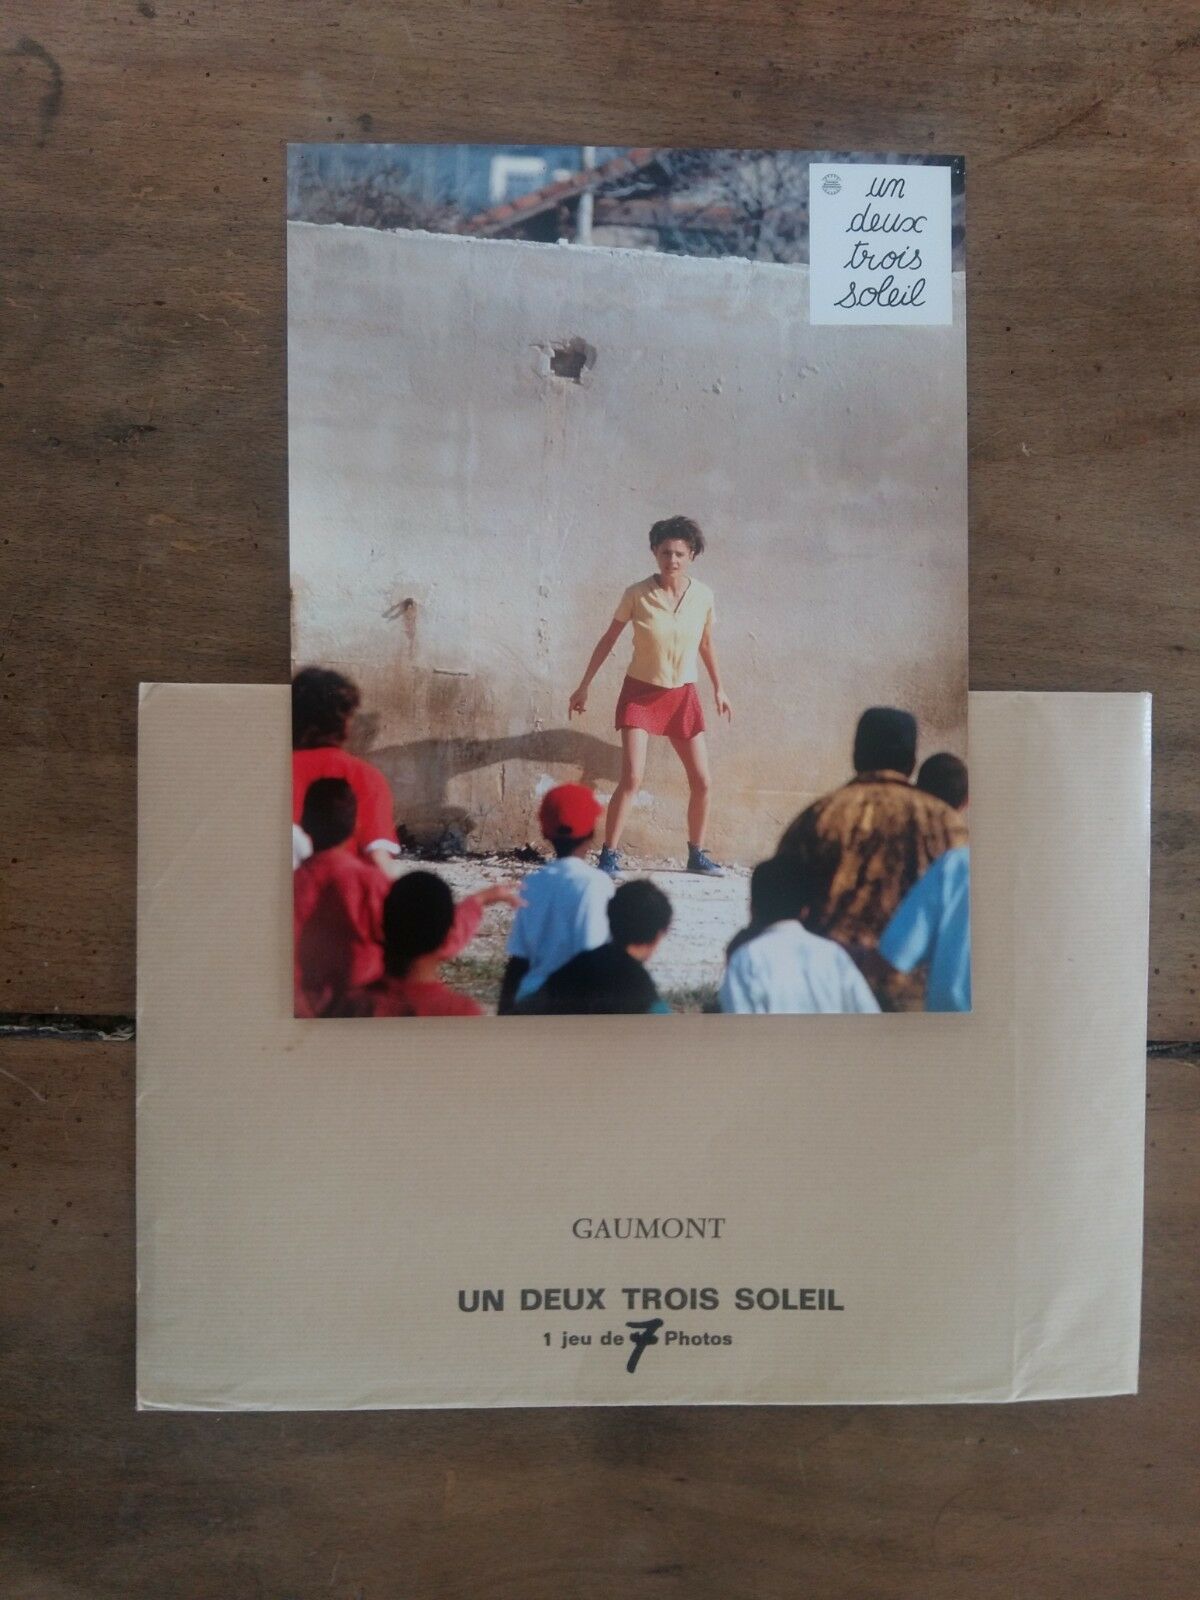 un
deux
trois
soleil
GAUMONT
UN DEUX TROIS SOLEIL
1 jeu de 7 Photos